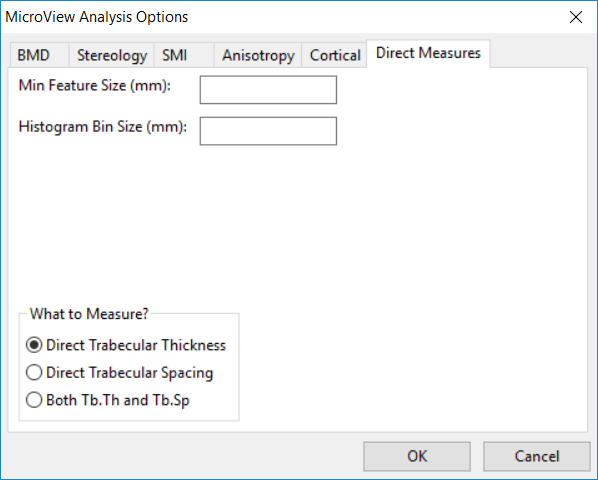 MicroView Analysis Options
BMD Stereology SMI Anisotropy Cortical Direct Measures
Min Feature Size (mm):
Histogram Bin Size (mm):
What to Measure?
Direct Trabecular Thickness
Direct Trabecular Spacing
Both Tb.Th and Tb.Sp
OK Cancel